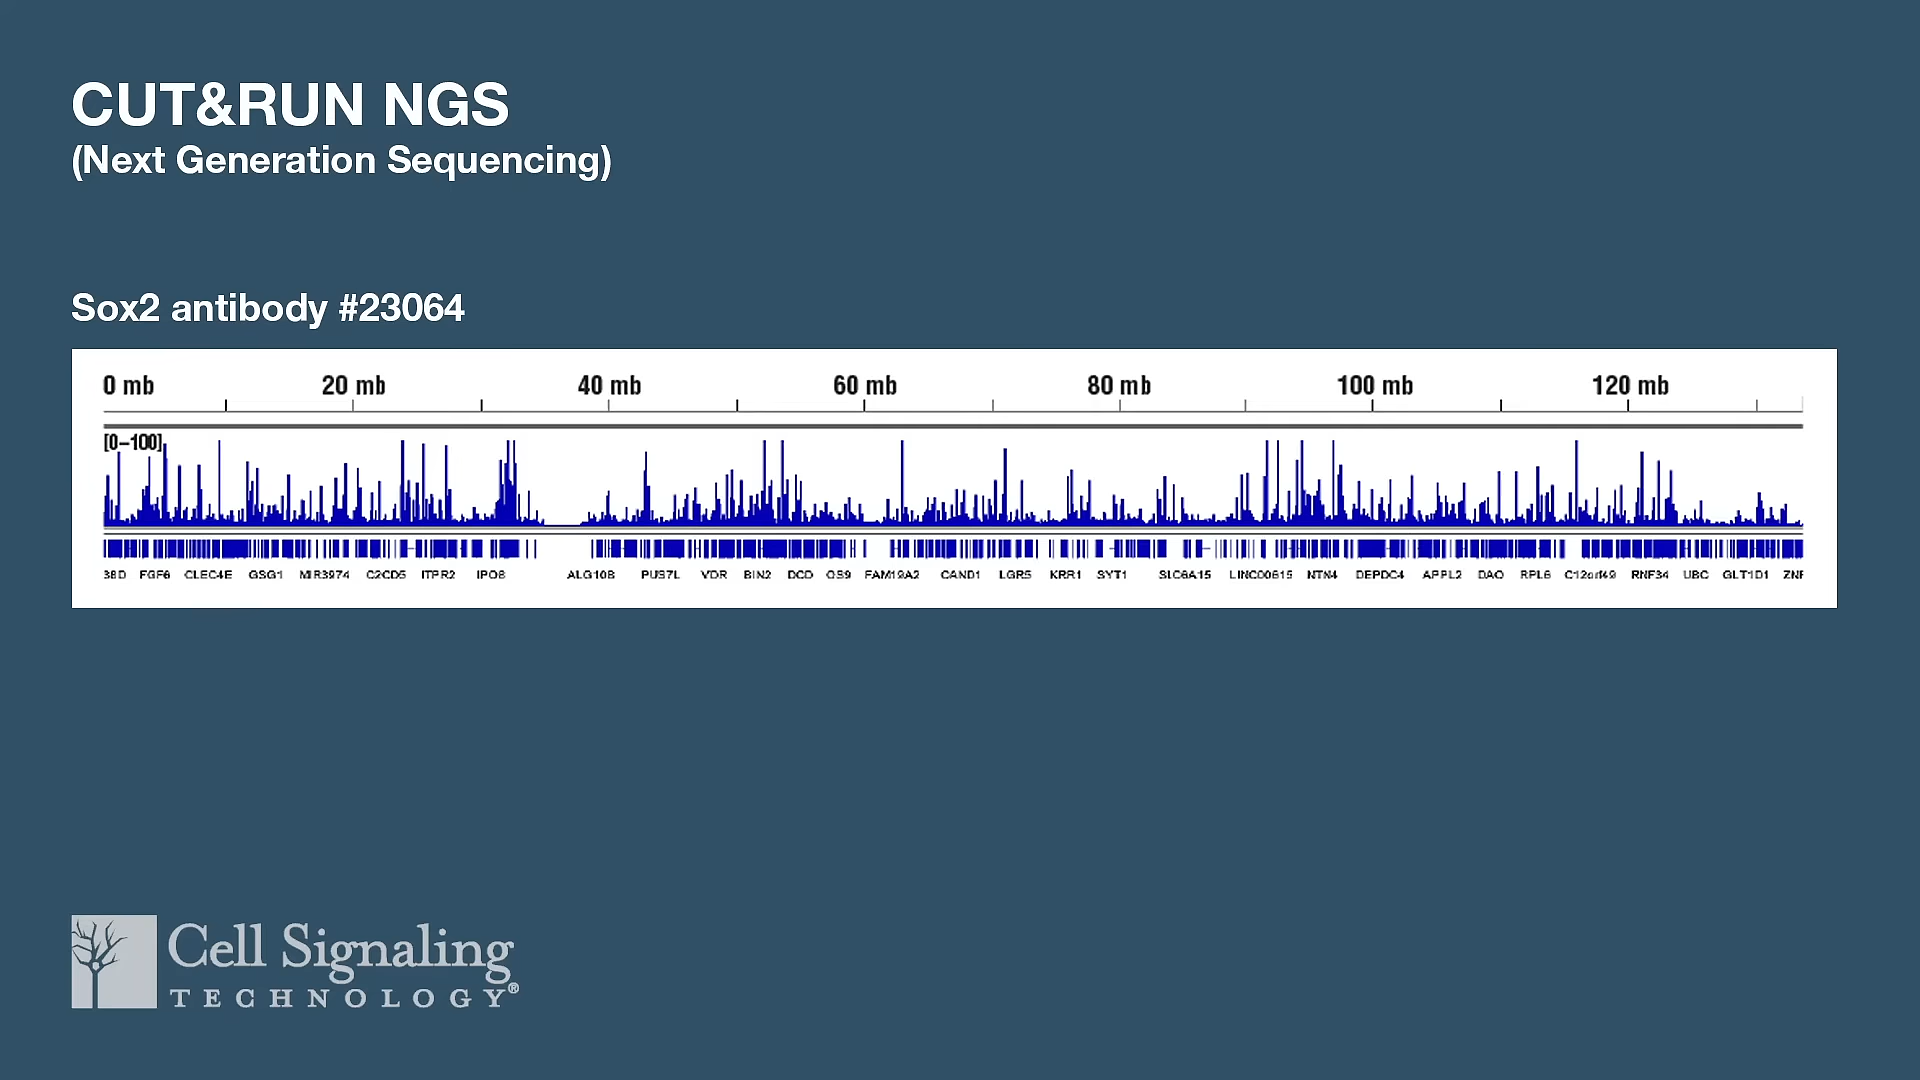 CUT&RUN NGS
(Next Generation Sequencing)
Sox2 antibody #23064
0 mb 20 mb 40 mb 60 mb 80 mb 100 mb 120 mb
[0–100]
38D FGF6 CLEC4E GSG1 MIR3974 C2CD5 ITPR2 IPO8 ALG10B PUS7L VDR BIN2 DCD OS9 FAM19A2 CAND1 LGR5 KRR1 SYT1 SLC6A15 LINC00615 NTN4 DEPDC4 APPL2 DAO RPL6 C12orf49 RNF34 UBC GLT1D1 ZNF
Cell Signaling
TECHNOLOGY®